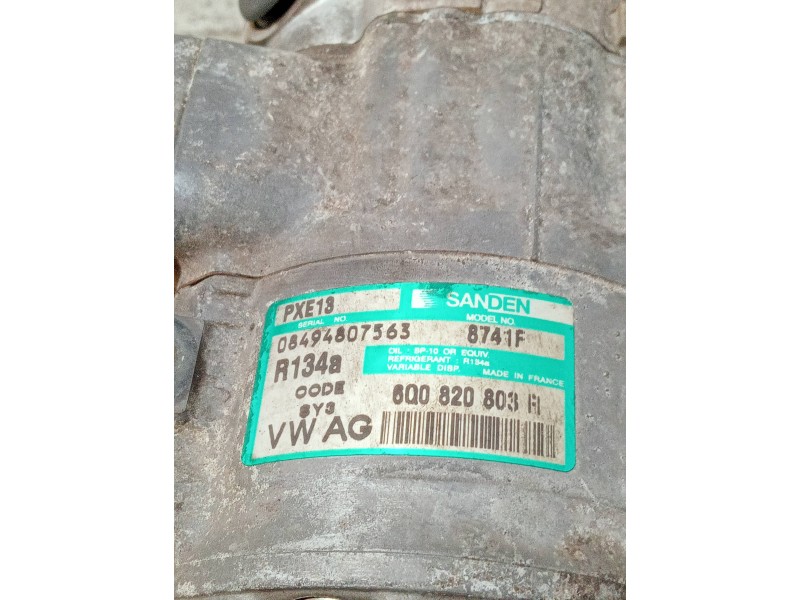 PXE13 SANDEN
SERIAL NO. MODEL NO.
08494807563 8741F
R134a OIL : SP-10 OR EQUIV.
REFRIGERANT : R134a
VARIABLE DISP. MADE IN FRANCE
CODE 6Q0 820 803 R
8Y3
VW AG